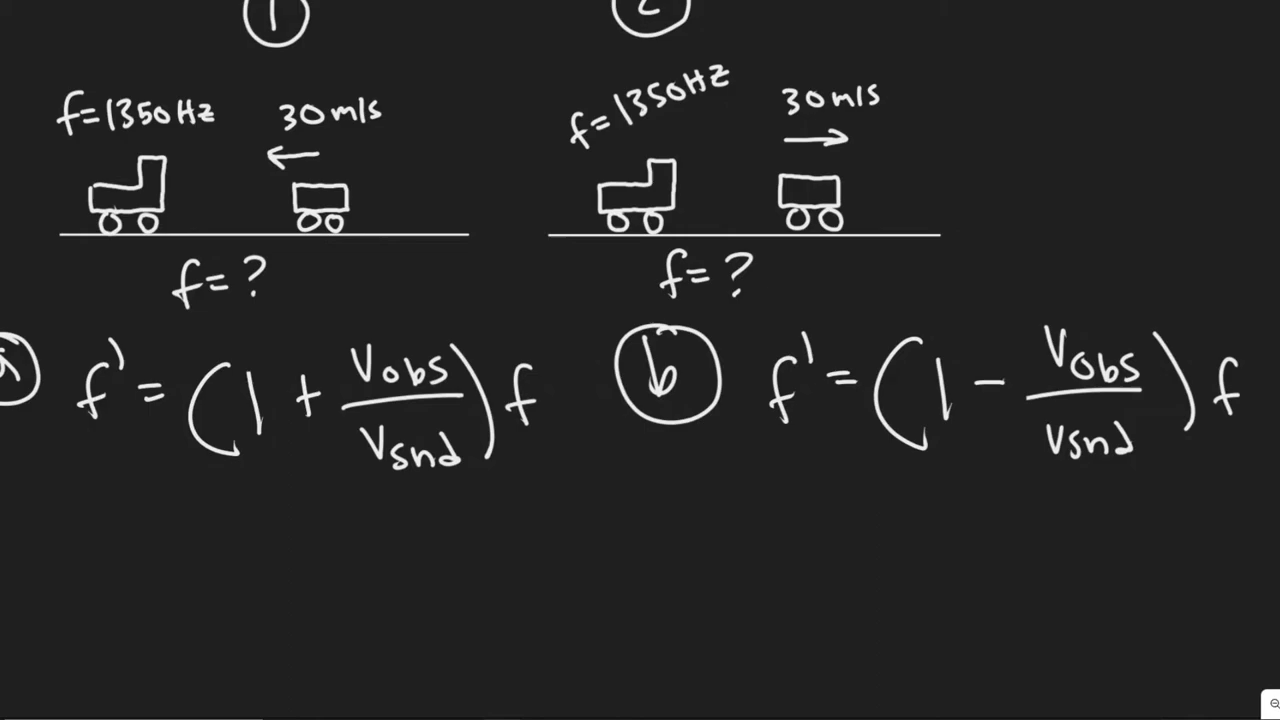 1 2
f=1350Hz 30m/s f=1350Hz 30m/s
f=? f=?
f'=(1+Vobs/Vsnd)f b f'=(1-Vobs/Vsnd)f